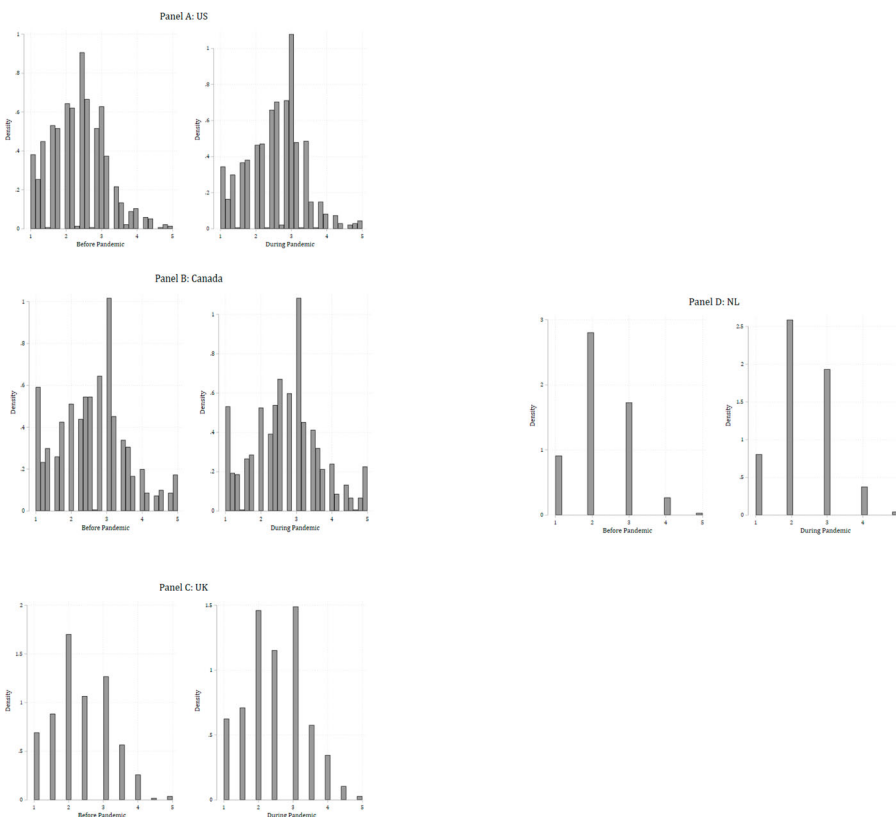 Panel A: US
1
.8
.6
.4
.2
0
Density
1 2 3 4 5
Before Pandemic
1
.8
.6
.4
.2
0
Density
1 2 3 4 5
During Pandemic
Panel B: Canada
1
.8
.6
.4
.2
0
Density
1 2 3 4 5
Before Pandemic
1
.8
.6
.4
.2
0
Density
1 2 3 4 5
During Pandemic
Panel D: NL
3
2
1
0
Density
1 2 3 4 5
Before Pandemic
2.5
2
1.5
1
.5
0
Density
1 2 3 4
During Pandemic
Panel C: UK
2
1.5
1
.5
0
Density
1 2 3 4 5
Before Pandemic
1.5
1
.5
0
Density
1 2 3 4 5
During Pandemic